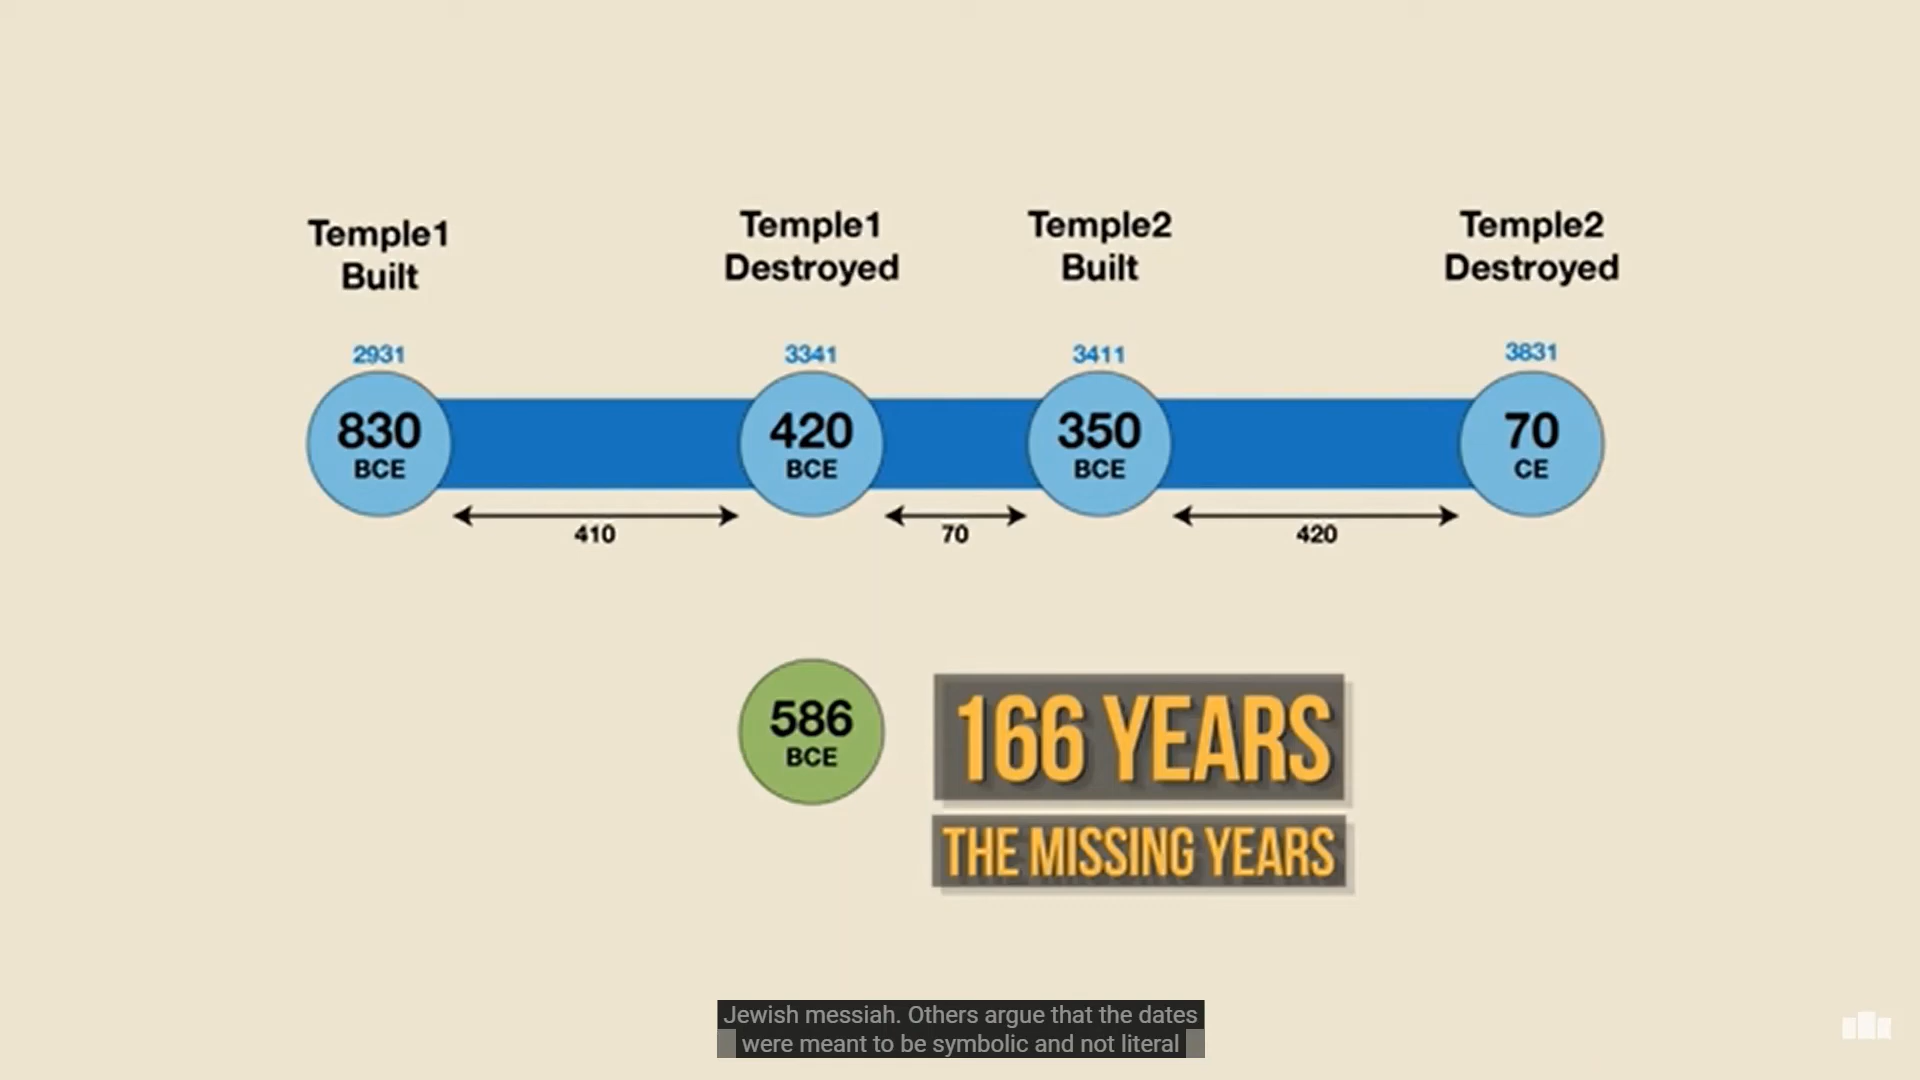 Temple1
Built
Temple1
Destroyed
Temple2
Built
Temple2
Destroyed
2931
3341
3411
3831
830
BCE
420
BCE
350
BCE
70
CE
410
70
420
586
BCE
166 YEARS
THE MISSING YEARS
Jewish messiah. Others argue that the dates
were meant to be symbolic and not literal